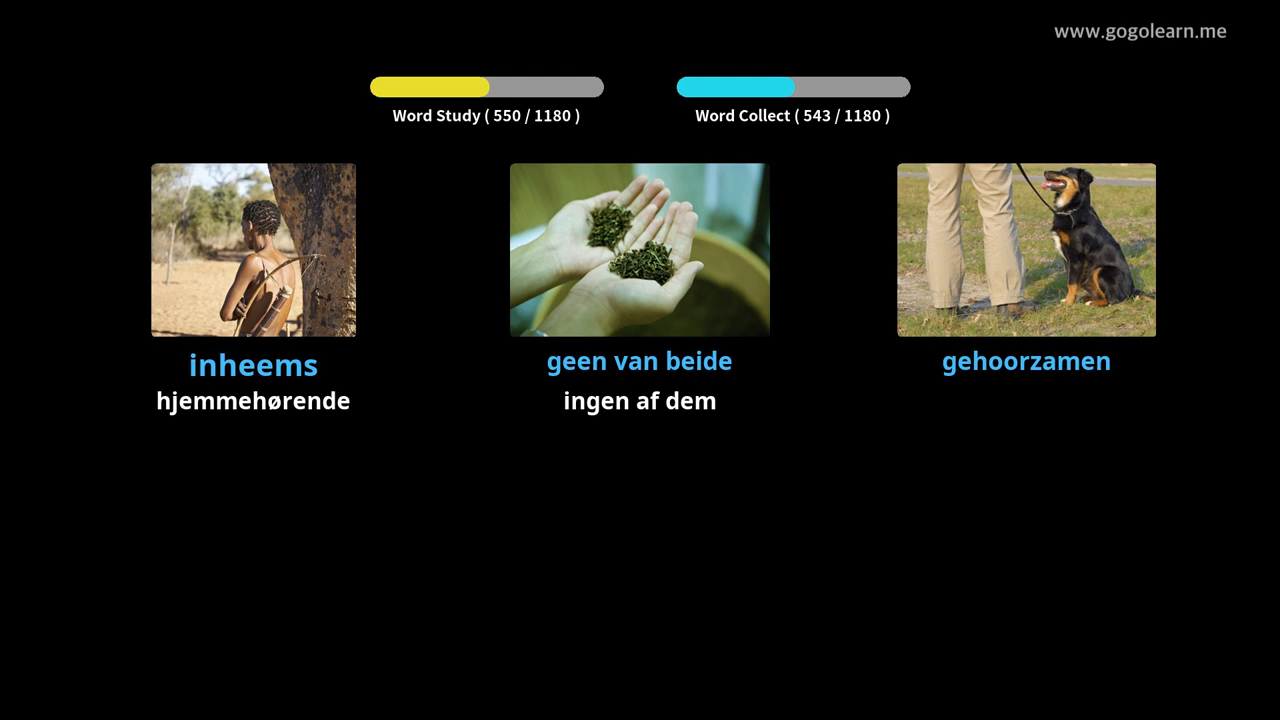 www.gogolearn.me
Word Study ( 550 / 1180 )
Word Collect ( 543 / 1180 )
inheems
hjemmehørende
geen van beide
ingen af dem
gehoorzamen